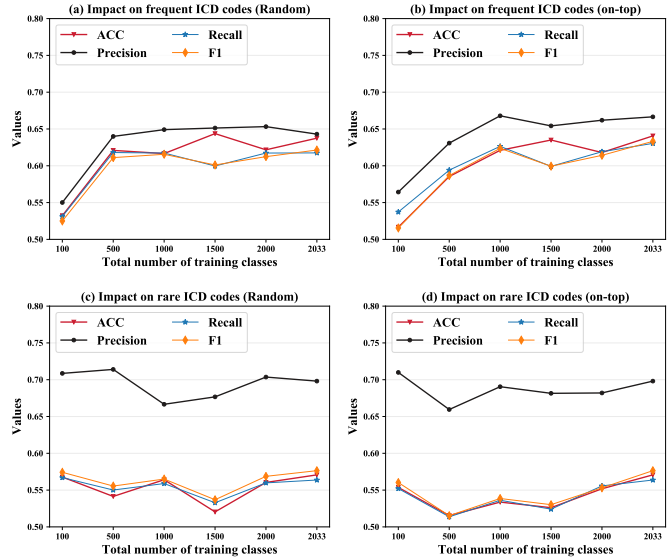 (a) Impact on frequent ICD codes (Random)
0.80
0.75
0.70
0.65
0.60
0.55
0.50
Values
ACC
Precision
Recall
F1
100 500 1000 1500 2000 2033
Total number of training classes
(b) Impact on frequent ICD codes (on-top)
0.80
0.75
0.70
0.65
0.60
0.55
0.50
Values
ACC
Precision
Recall
F1
100 500 1000 1500 2000 2033
Total number of training classes
(c) Impact on rare ICD codes (Random)
0.80
0.75
0.70
0.65
0.60
0.55
0.50
Values
ACC
Precision
Recall
F1
100 500 1000 1500 2000 2033
Total number of training classes
(d) Impact on rare ICD codes (on-top)
0.80
0.75
0.70
0.65
0.60
0.55
0.50
Values
ACC
Precision
Recall
F1
100 500 1000 1500 2000 2033
Total number of training classes